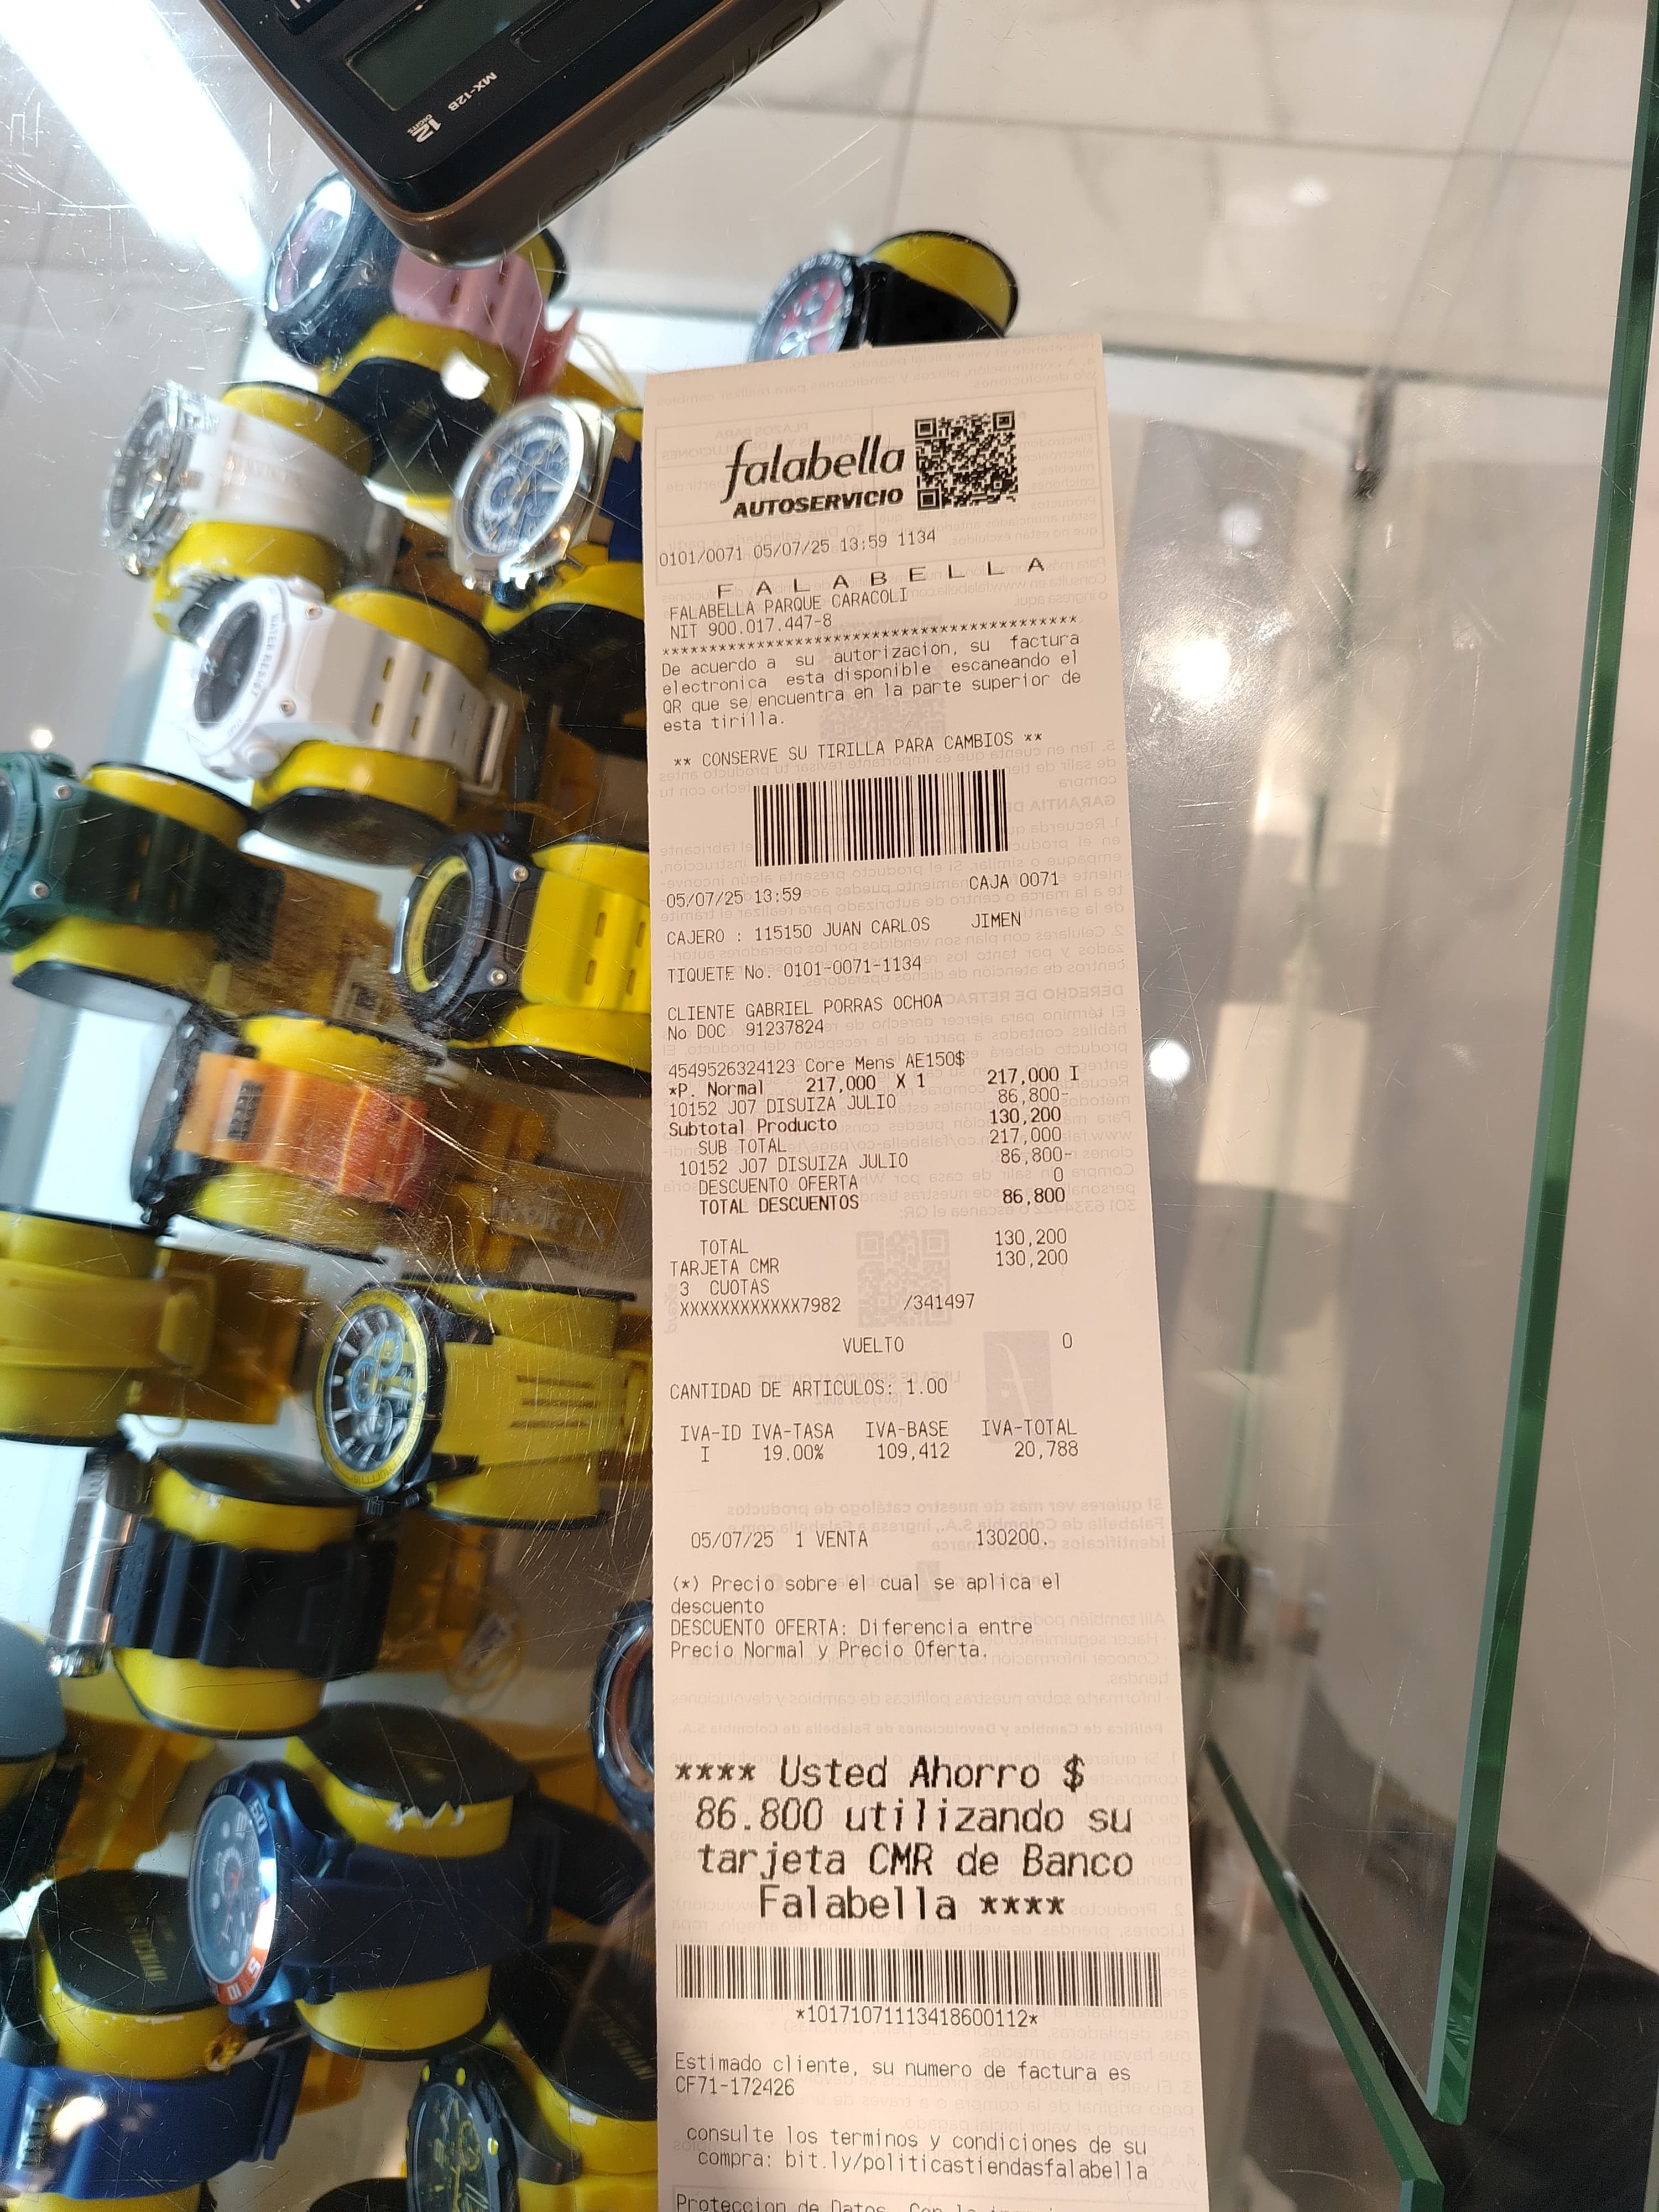 MX-12B
12
DIGITS
falabella
AUTOSERVICIO
0101/0071 05/07/25 13:59 1134
F A L A B E L L A
FALABELLA PARQUE CARACOLI
NIT 900.017.447-8
****************************************
De acuerdo a su autorizacion, su factura
electronica esta disponible escaneando el
QR que se encuentra en la parte superior de
esta tirilla.
** CONSERVE SU TIRILLA PARA CAMBIOS **
05/07/25 13:59 CAJA 0071
CAJERO : 115150 JUAN CARLOS JIMEN
TIQUETE No. 0101-0071-1134
CLIENTE GABRIEL PORRAS OCHOA
No DOC 91237824
4549526324123 Core Mens AE150$
*P. Normal 217,000 X 1 217,000 I
10152 J07 DISUIZA JULIO 86,800-
Subtotal Producto 130,200
SUB TOTAL 217,000
10152 J07 DISUIZA JULIO 86,800-
DESCUENTO OFERTA 0
TOTAL DESCUENTOS 86,800
TOTAL 130,200
TARJETA CMR 130,200
3 CUOTAS
XXXXXXXXXXXX7982 /341497
VUELTO 0
CANTIDAD DE ARTICULOS: 1.00
IVA-ID IVA-TASA IVA-BASE IVA-TOTAL
I 19.00% 109,412 20,788
05/07/25 1 VENTA 130200.
(*) Precio sobre el cual se aplica el
descuento
DESCUENTO OFERTA: Diferencia entre
Precio Normal y Precio Oferta.
**** Usted Ahorro $
86.800 utilizando su
tarjeta CMR de Banco
Falabella ****
*10171071113418600112*
Estimado cliente, su numero de factura es
CF71-172426
consulte los terminos y condiciones de su
compra: bit.ly/politicastiendasfalabella
Proteccion de Datos. Con la